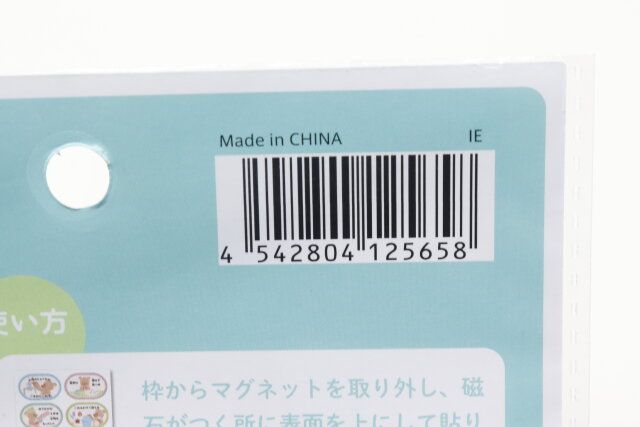 Made in CHINA IE
4 542804 125658
使い方
枠からマグネットを取り外し、磁
石がつく所に表面を上にして貼り